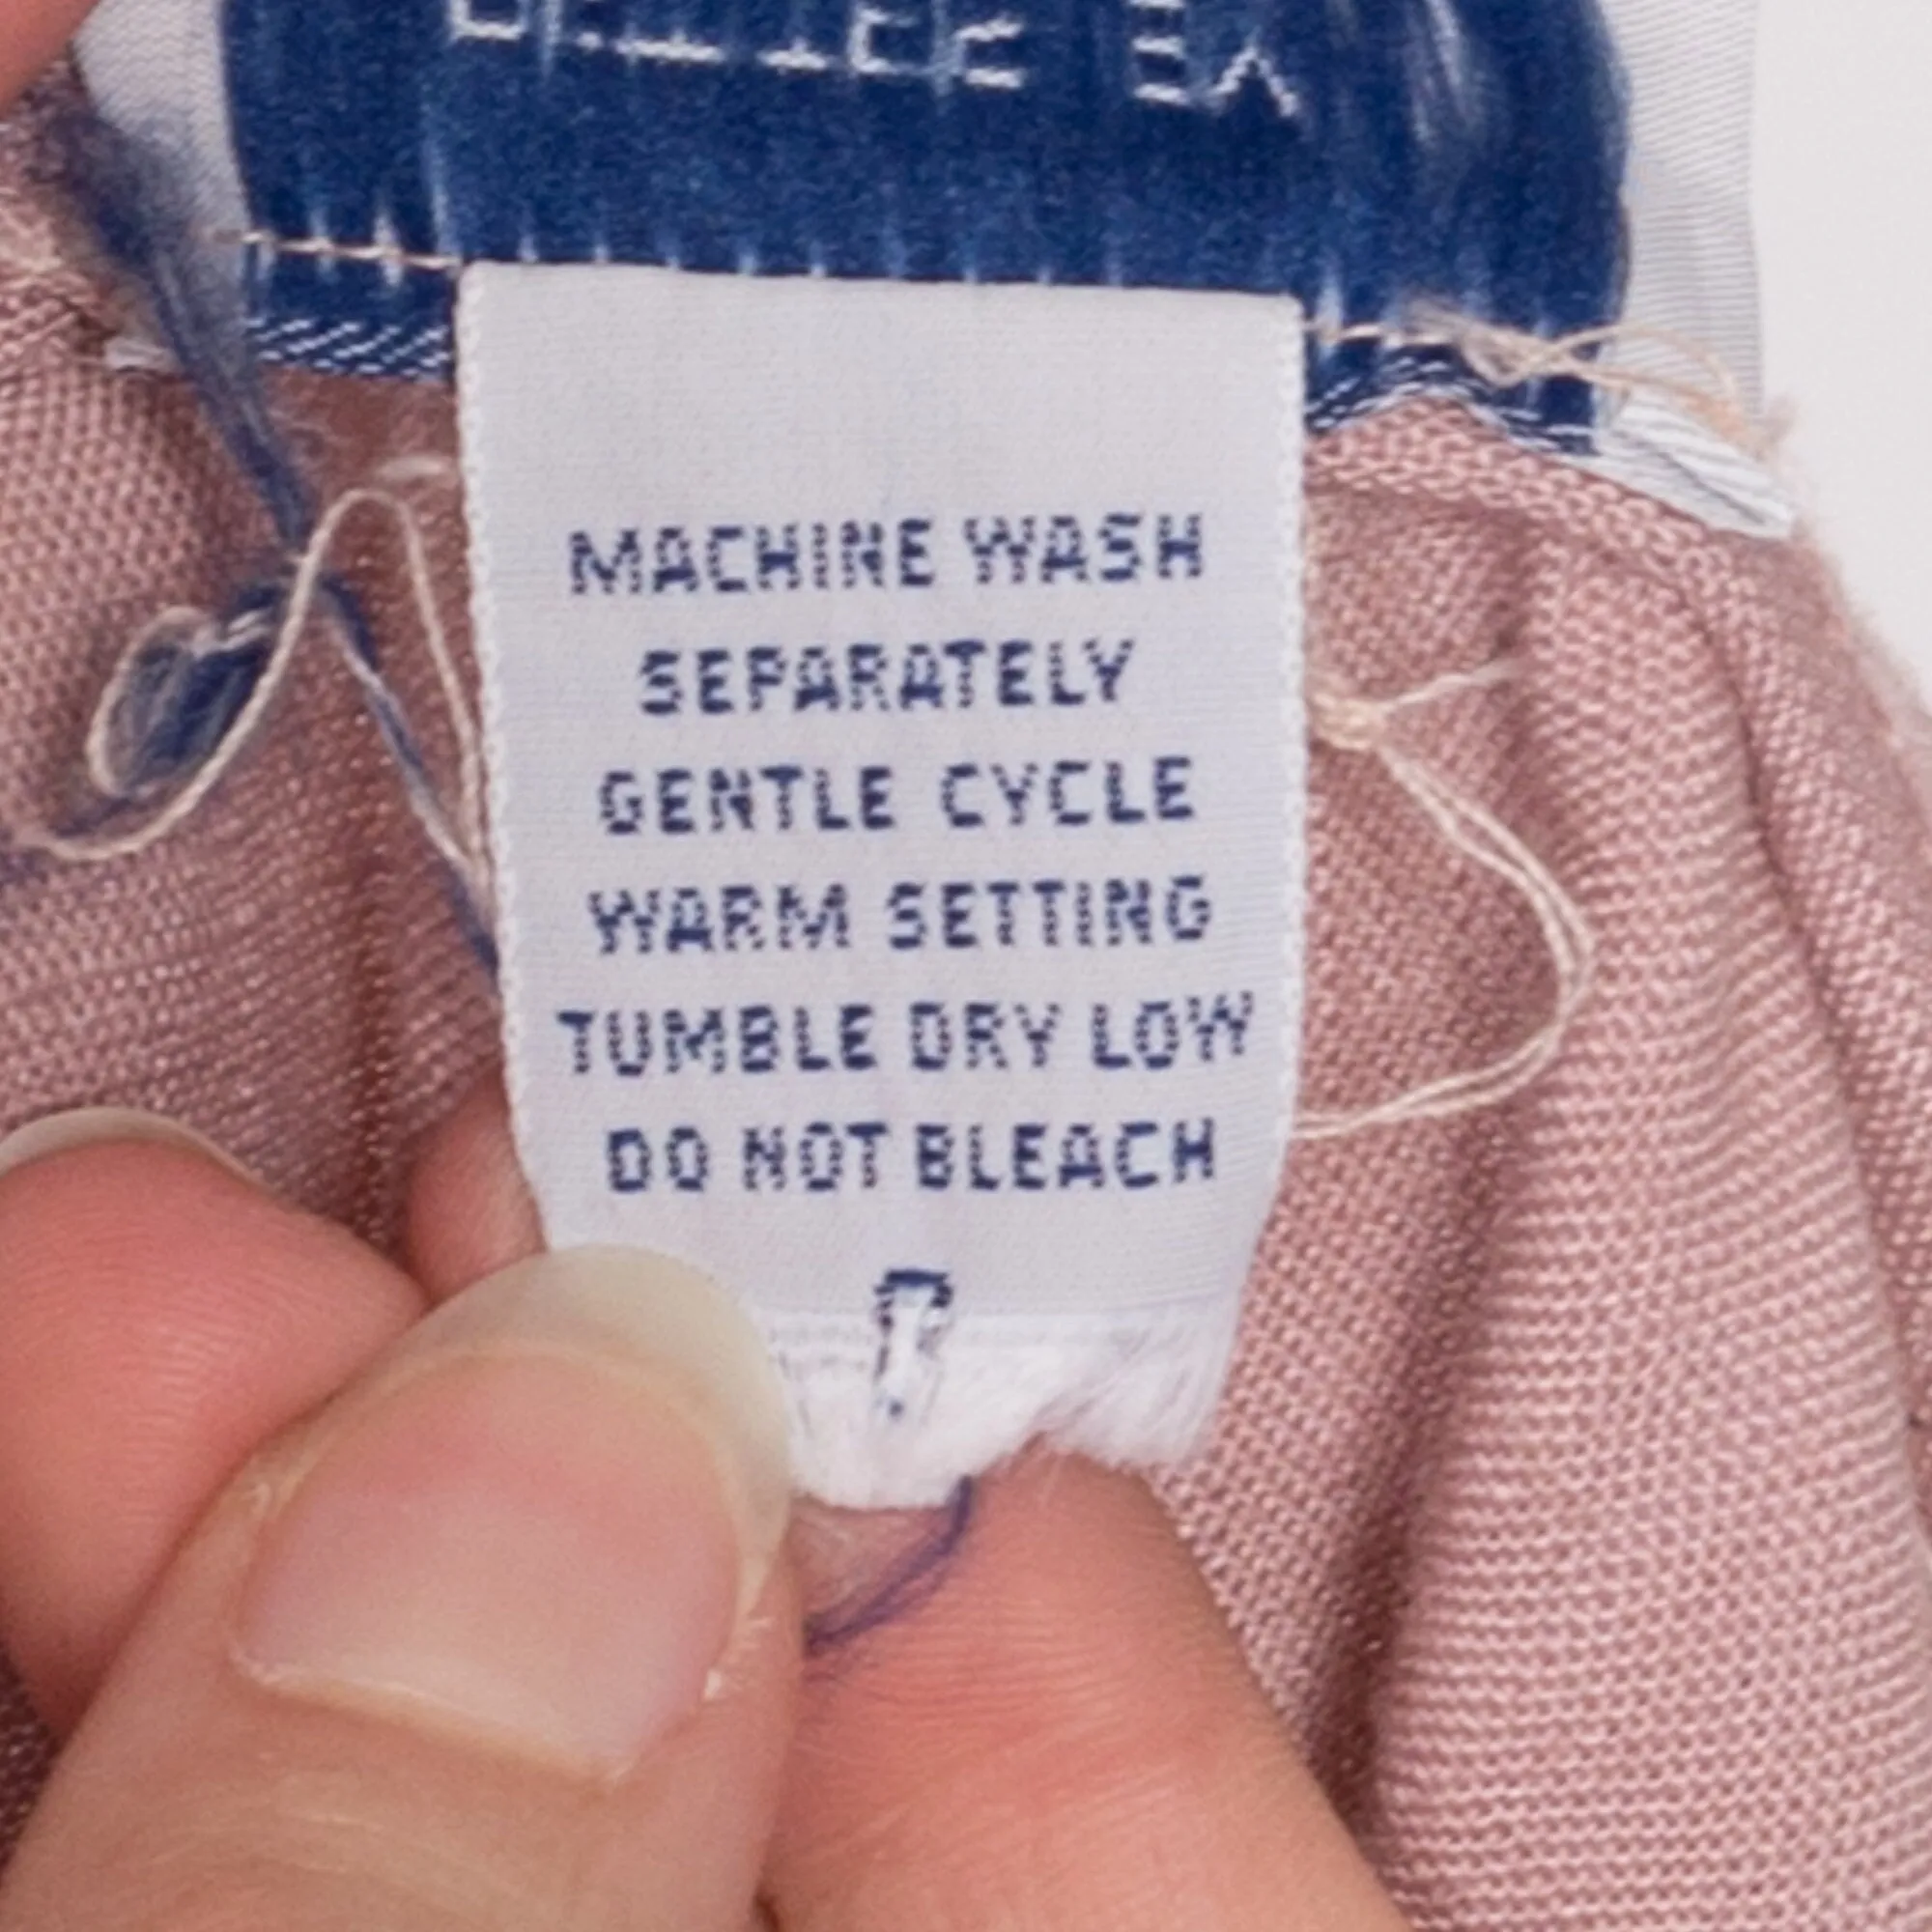 MACHINE WASH
SEPARATELY
GENTLE CYCLE
WARM SETTING
TUMBLE DRY LOW
DO NOT BLEACH